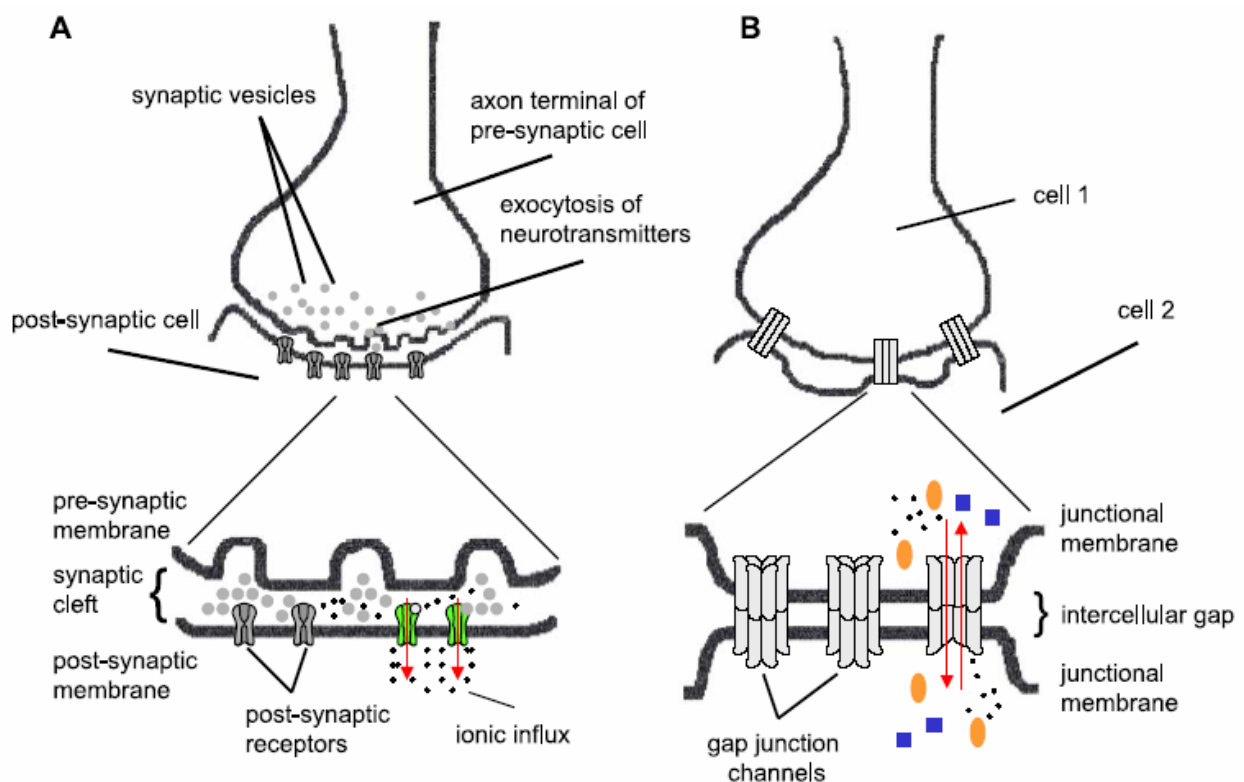 A
synaptic vesicles
axon terminal of
pre-synaptic cell
exocytosis of
neurotransmitters
post-synaptic cell
pre-synaptic
membrane
synaptic
cleft
post-synaptic
membrane
post-synaptic
receptors
ionic influx
B
cell 1
cell 2
junctional
membrane
intercellular gap
junctional
membrane
gap junction
channels